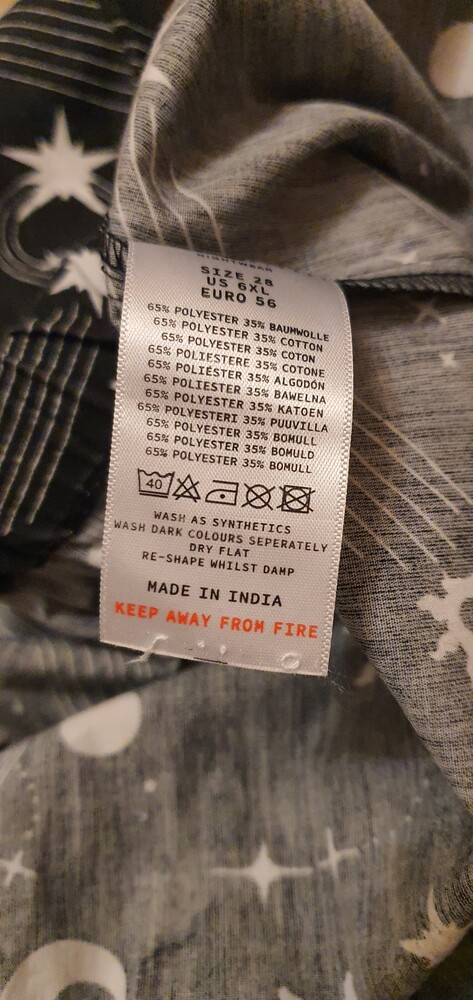 NIGHTWEAR
SIZE 28
US 6XL
EURO 56
65% POLYESTER 35% BAUMWOLLE
65% POLYESTER 35% COTTON
65% POLYESTER 35% COTON
65% POLIESTERE 35% COTONE
65% POLIÉSTER 35% ALGODÓN
65% POLIESTER 35% BAWELNA
65% POLYESTER 35% KATOEN
65% POLYESTERI 35% PUUVILLA
65% POLYESTER 35% BOMULL
65% POLYESTER 35% BOMULD
65% POLYESTER 35% BOMULL
40
WASH AS SYNTHETICS
WASH DARK COLOURS SEPERATELY
DRY FLAT
RE-SHAPE WHILST DAMP
MADE IN INDIA
KEEP AWAY FROM FIRE